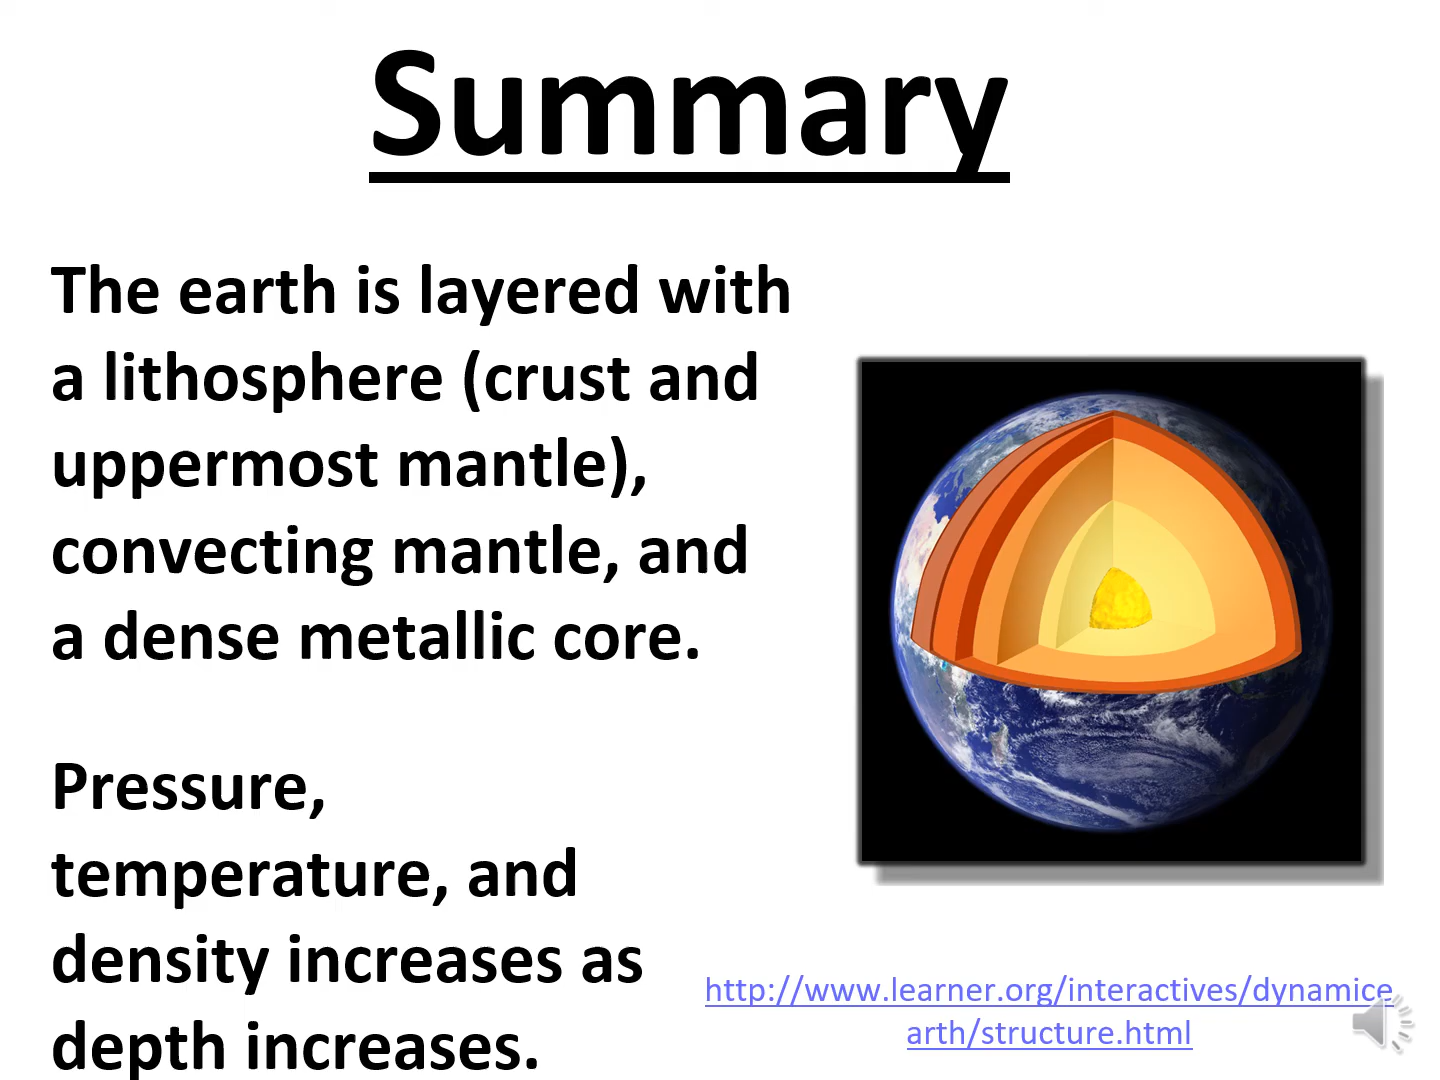 Summary
The earth is layered with
a lithosphere (crust and
uppermost mantle),
convecting mantle, and
a dense metallic core.
Pressure,
temperature, and
density increases as
depth increases.
http://www.learner.org/interactives/dynamice
arth/structure.html